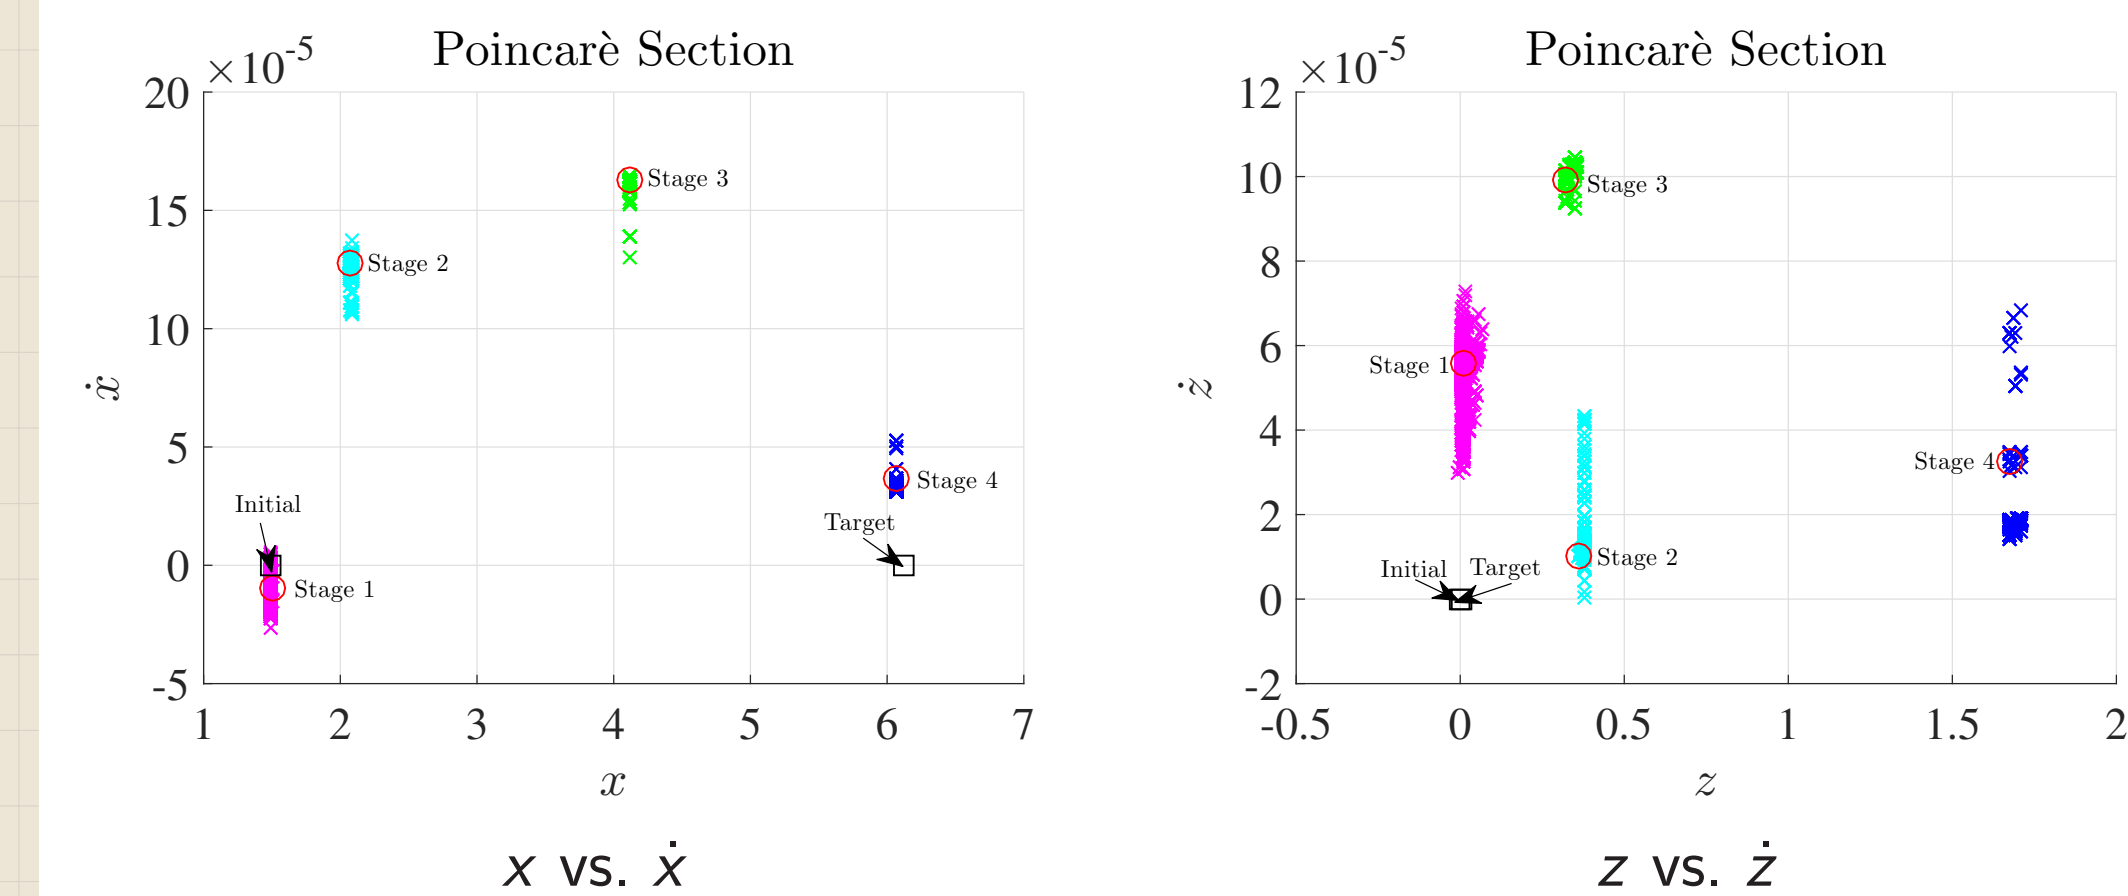 Poincarè Section
×10-5
20
15
10
5
0
-5
ẋ
Stage 3
Stage 2
Stage 4
Initial
Target
Stage 1
1 2 3 4 5 6 7
x
x vs. ẋ
Poincarè Section
×10-5
12
10
8
6
4
2
0
-2
ż
Stage 3
Stage 1
Stage 4
Stage 2
Initial Target
-0.5 0 0.5 1 1.5 2
z
z vs. ż